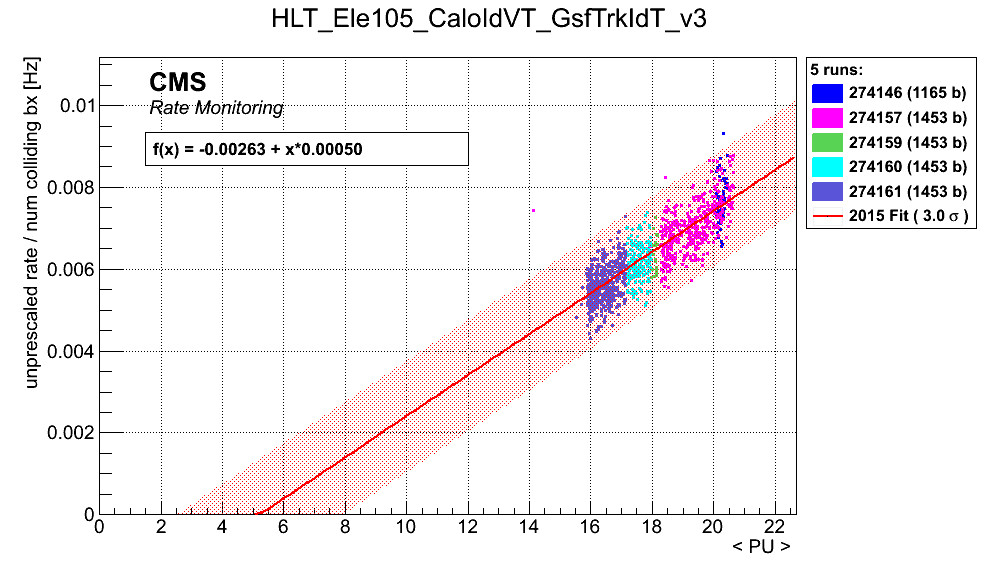 HLT_Ele105_CaloIdVT_GsfTrkIdT_v3
unprescaled rate / num colliding bx [Hz]
CMS
Rate Monitoring
f(x) = -0.00263 + x*0.00050
0.01
0.008
0.006
0.004
0.002
0
0 2 4 6 8 10 12 14 16 18 20 22
< PU >
5 runs:
274146 (1165 b)
274157 (1453 b)
274159 (1453 b)
274160 (1453 b)
274161 (1453 b)
2015 Fit ( 3.0 σ )